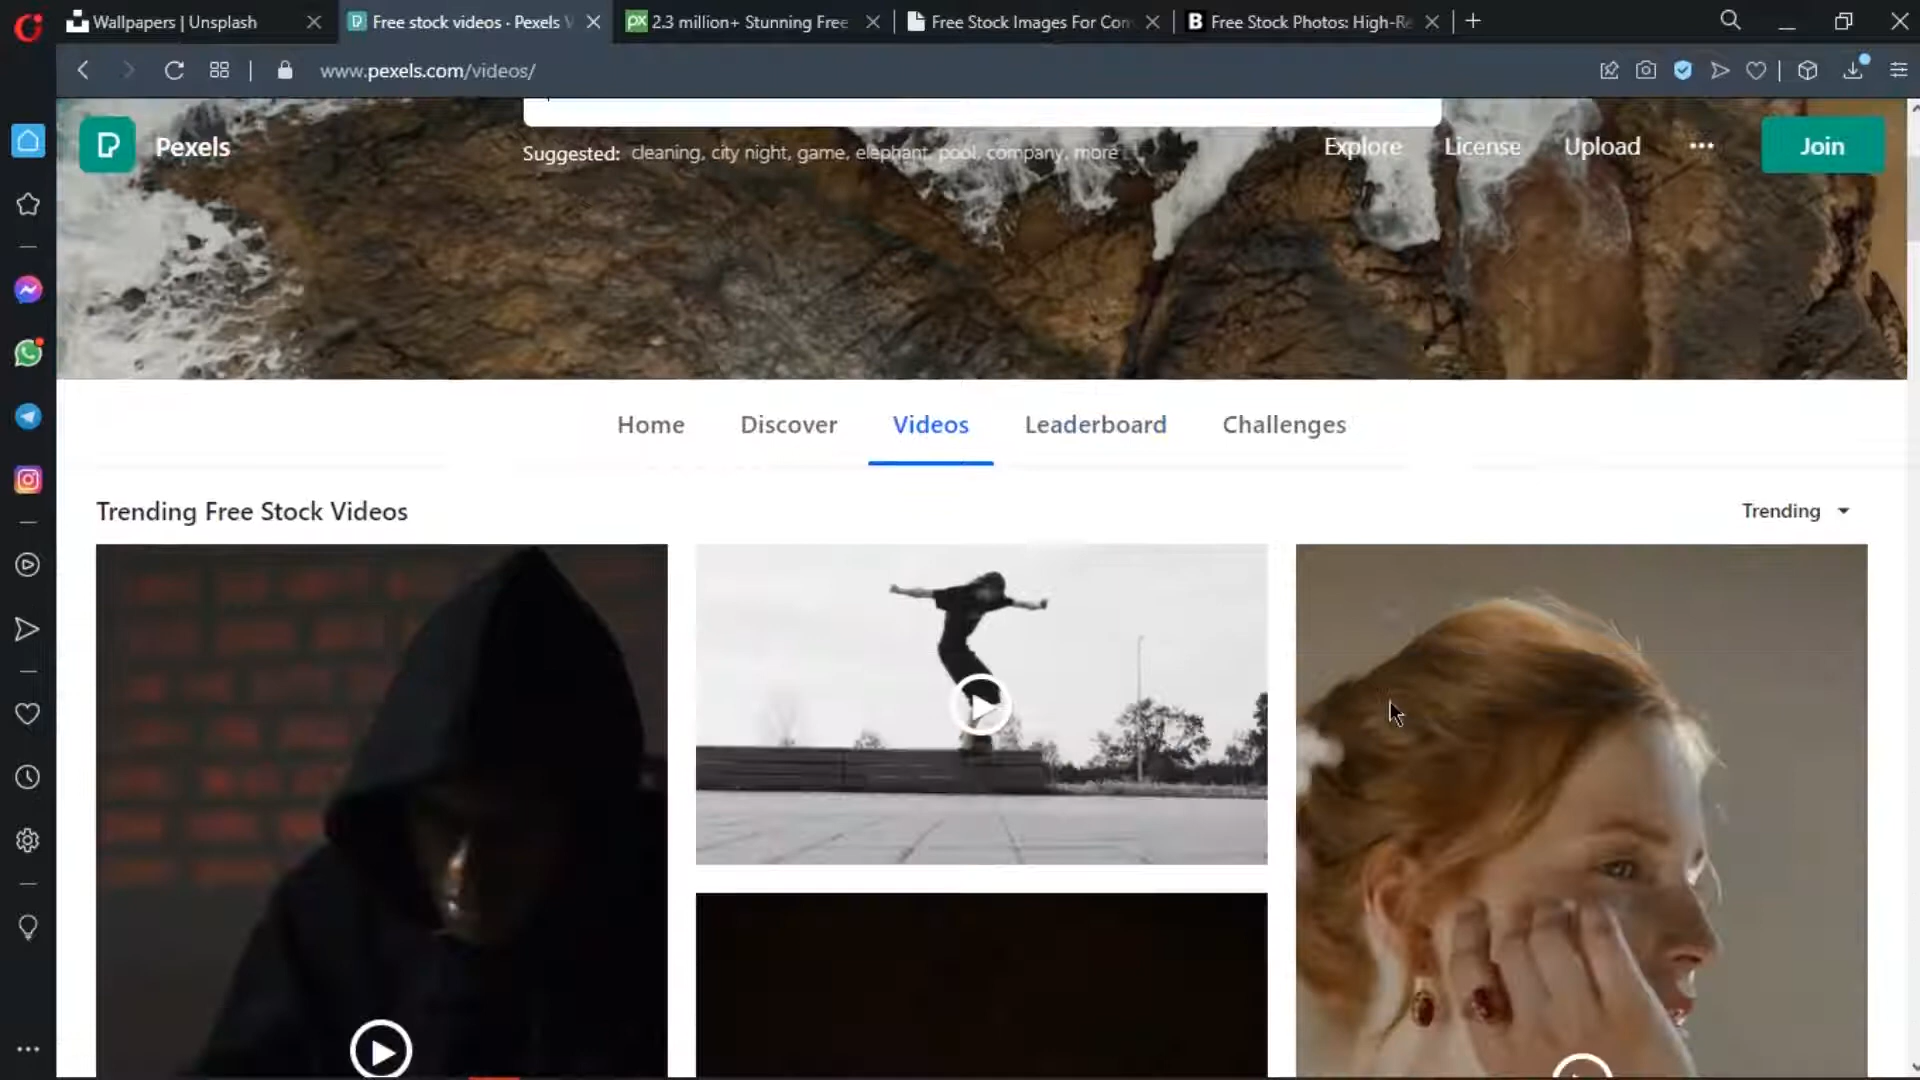 Wallpapers | Unsplash
Free stock videos · Pexels V
2.3 million+ Stunning Free
Free Stock Images For Com
Free Stock Photos: High-Re
www.pexels.com/videos/
Pexels
Suggested: cleaning, city night, game, elephant, pool, company, more
Explore
License
Upload
Join
Home
Discover
Videos
Leaderboard
Challenges
Trending Free Stock Videos
Trending